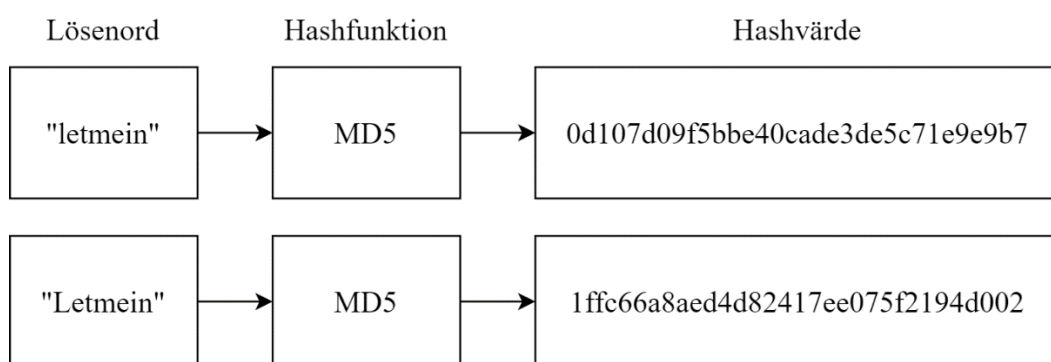 Lösenord Hashfunktion Hashvärde
"letmein" MD5 0d107d09f5bbe40cade3de5c71e9e9b7
"Letmein" MD5 1ffc66a8aed4d82417ee075f2194d002